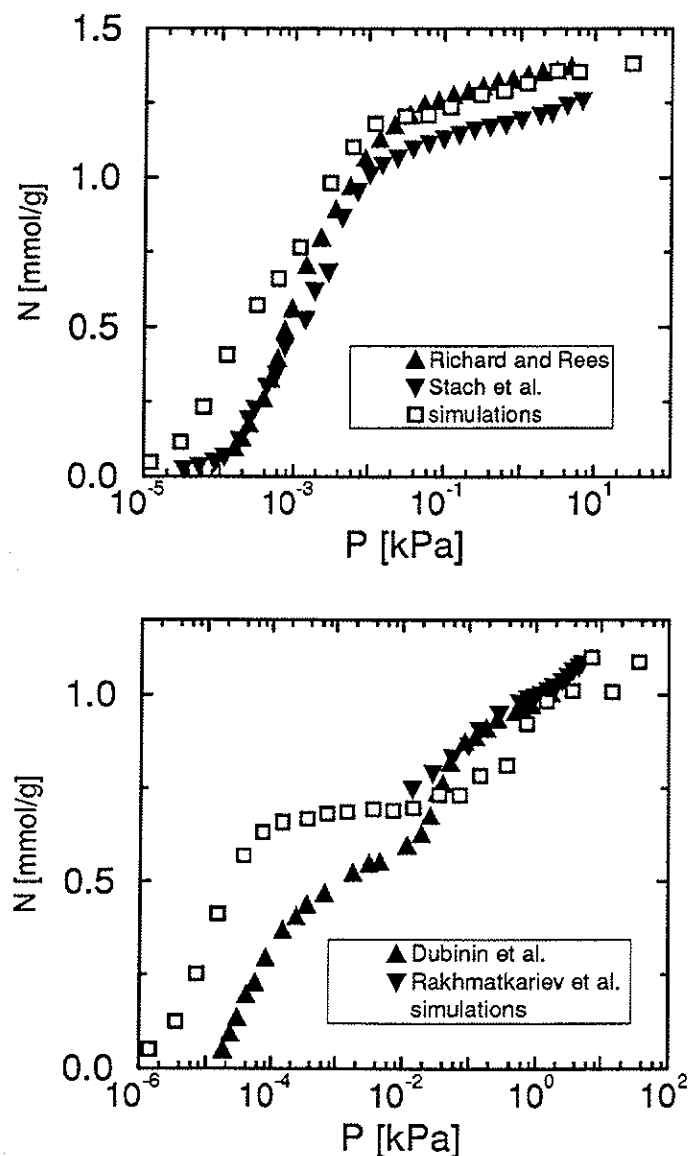 1.5
1.0
0.5
0.0
N [mmol/g]
Richard and Rees
Stach et al.
simulations
10⁻⁵ 10⁻³ 10⁻¹ 10¹
P [kPa]
1.0
0.5
0.0
N [mmol/g]
Dubinin et al.
Rakhmatkariev et al.
simulations
10⁻⁶ 10⁻⁴ 10⁻² 10⁰ 10²
P [kPa]